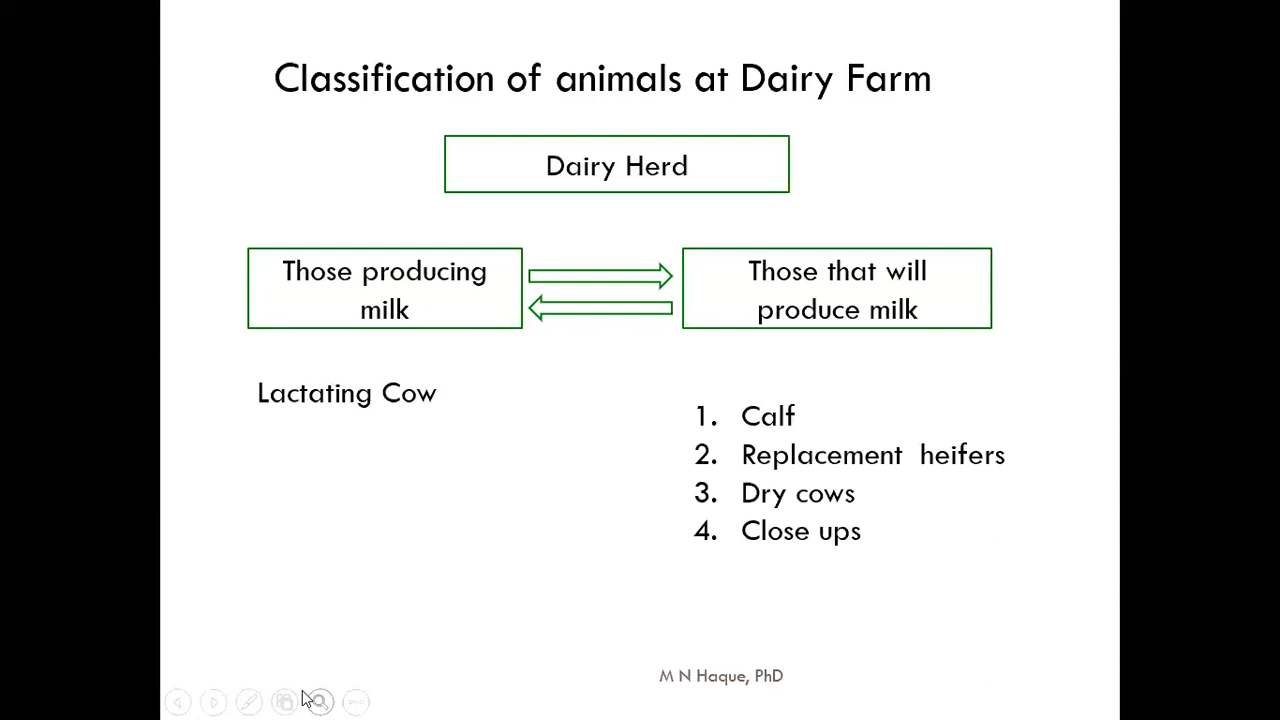 Classification of animals at Dairy Farm
Dairy Herd
Those producing
milk
Those that will
produce milk
Lactating Cow
1. Calf
2. Replacement heifers
3. Dry cows
4. Close ups
M N Haque, PhD